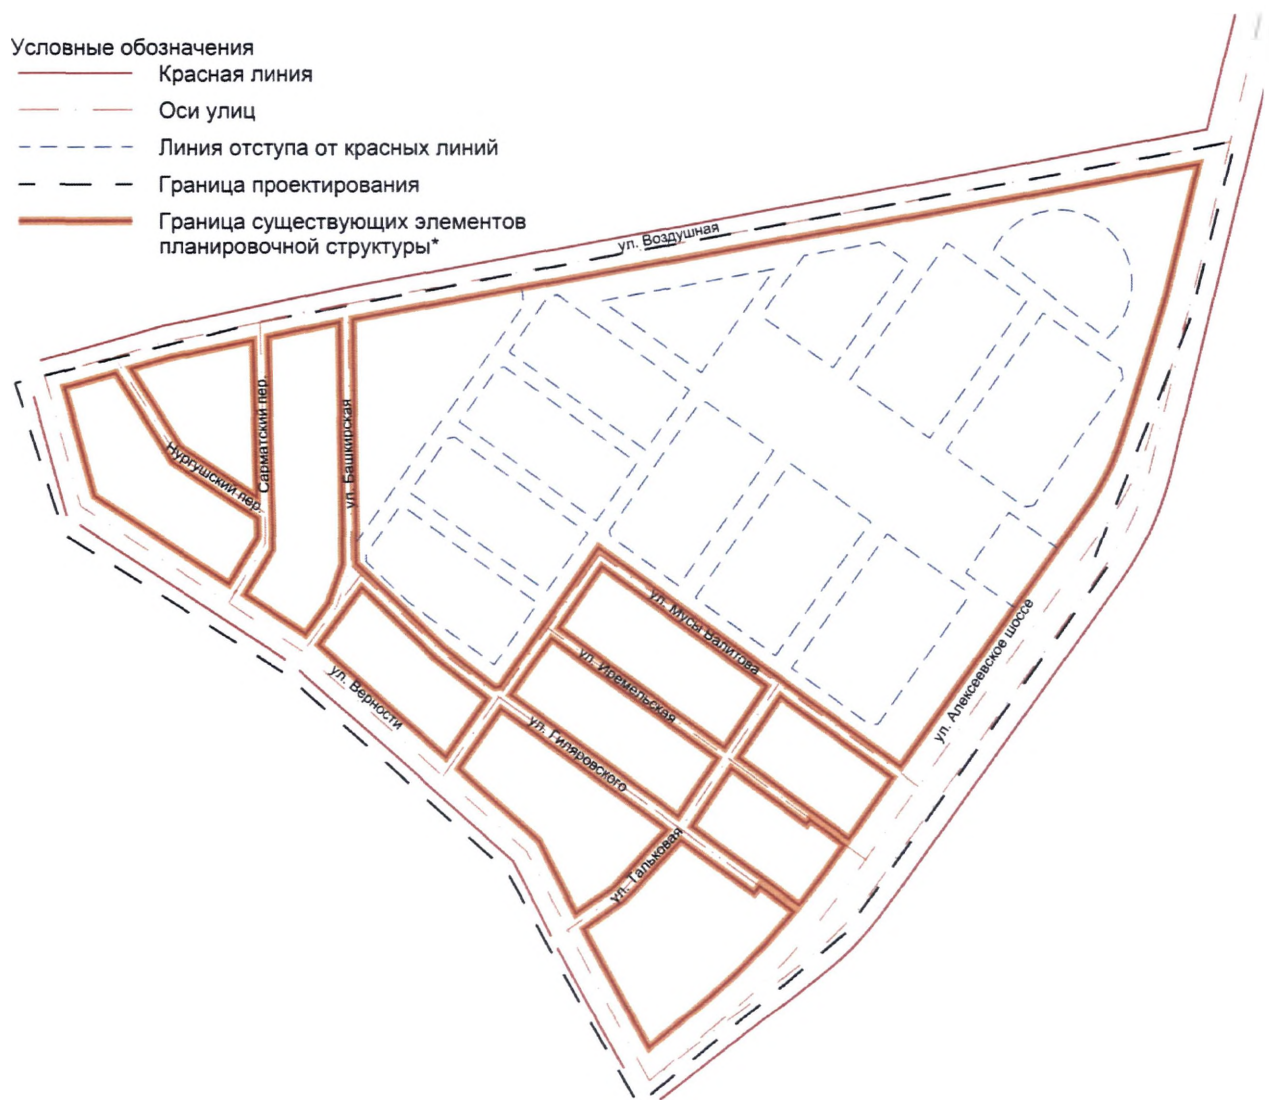 Условные обозначения
Красная линия
Оси улиц
Линия отступа от красных линий
Граница проектирования
Граница существующих элементов
планировочной структуры*
ул. Воздушная
Нургушский пер.
Сарматский пер.
ул. Башкирская
ул. Мусы Валитова
ул. Иремельская
ул. Алексеевское шоссе
ул. Верности
ул. Гиляровского
ул. Тальковая